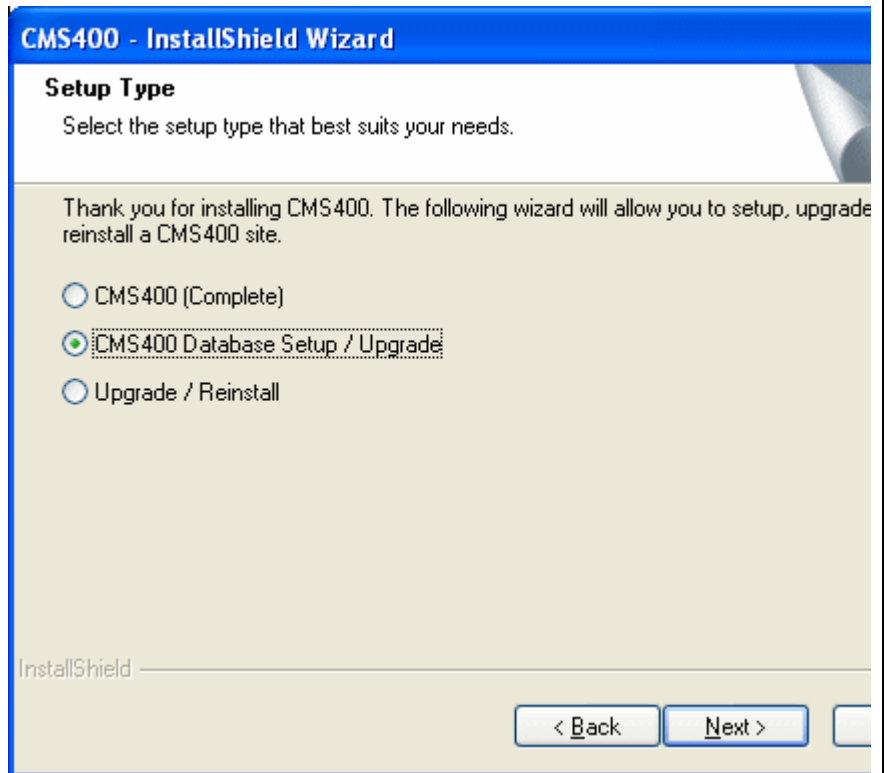 CMS400 - InstallShield Wizard
Setup Type
Select the setup type that best suits your needs.
Thank you for installing CMS400. The following wizard will allow you to setup, upgrade
reinstall a CMS400 site.
CMS400 (Complete)
CMS400 Database Setup / Upgrade
Upgrade / Reinstall
InstallShield
< Back
Next >